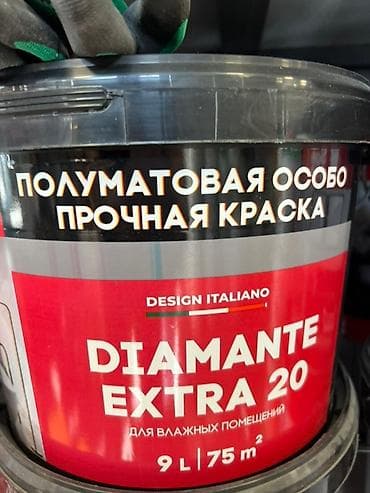 ПОЛУМАТОВАЯ ОСОБО
ПРОЧНАЯ КРАСКА
DESIGN ITALIANO
DIAMANTE
EXTRA 20
ДЛЯ ВЛАЖНЫХ ПОМЕЩЕНИЙ
9 L | 75 m²